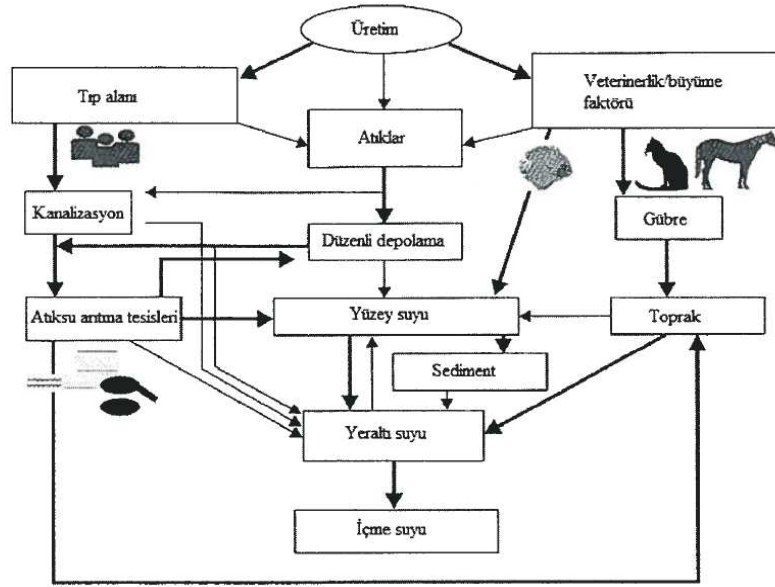 Üretim
Tıp alanı
Veterinerlik/büyüme
faktörü
Atıklar
Kanalizasyon
Gübre
Düzenli depolama
Atıksu arıtma tesisleri
Yüzey suyu
Toprak
Sediment
Yeraltı suyu
İçme suyu